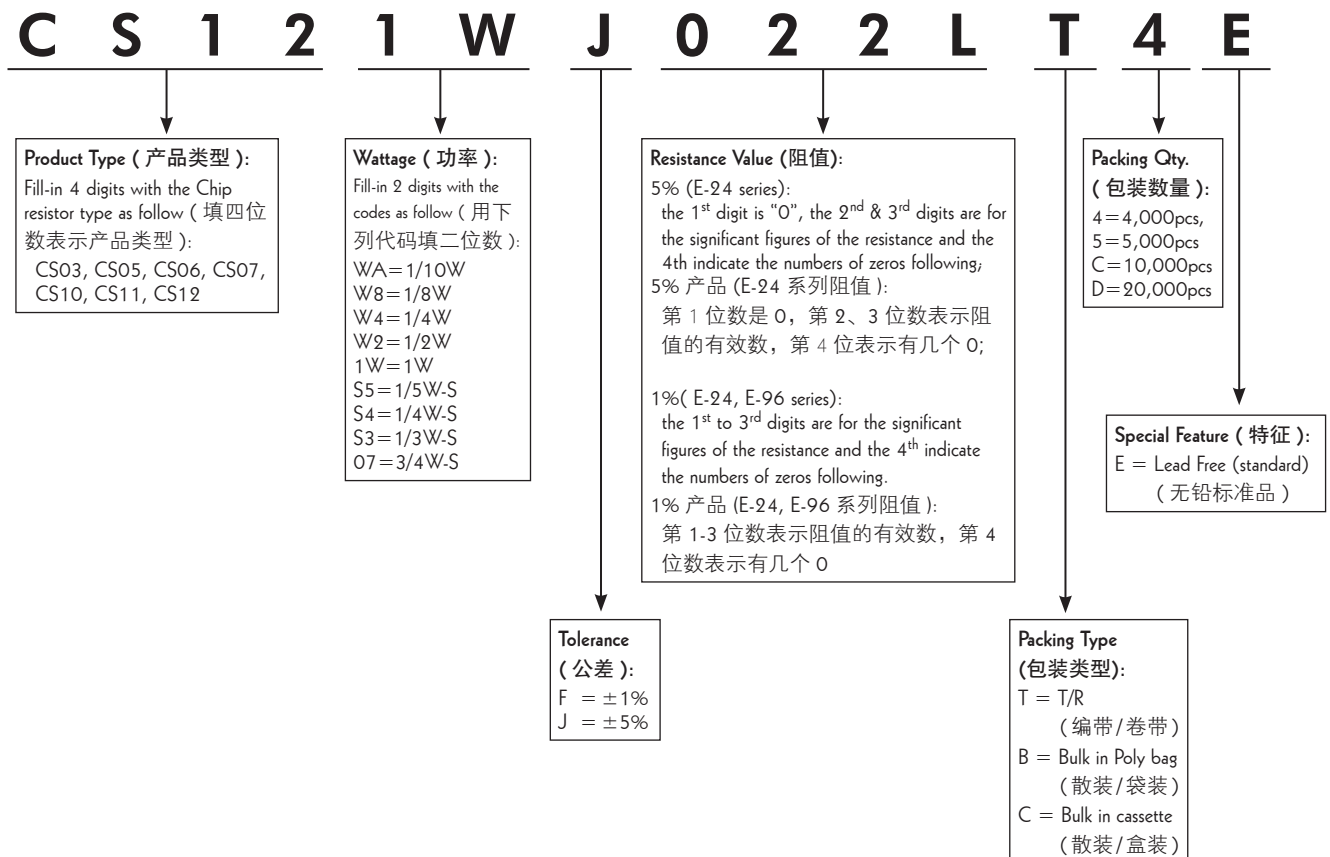 C S 1 2 1 W J 0 2 2 L T 4 E
Product Type ( 产品类型 ):
Fill-in 4 digits with the Chip
resistor type as follow ( 填四位
数表示产品类型 ):
CS03, CS05, CS06, CS07,
CS10, CS11, CS12
Wattage ( 功率 ):
Fill-in 2 digits with the
codes as follow ( 用下
列代码填二位数 ):
WA=1/10W
W8=1/8W
W4=1/4W
W2=1/2W
1W=1W
S5=1/5W-S
S4=1/4W-S
S3=1/3W-S
07=3/4W-S
Resistance Value (阻值):
5% (E-24 series):
the 1st digit is “0”, the 2nd & 3rd digits are for
the significant figures of the resistance and the
4th indicate the numbers of zeros following;
5% 产品 (E-24 系列阻值 ):
第 1 位数是 0，第 2、3 位数表示阻
值的有效数，第 4 位表示有几个 0;
1%( E-24, E-96 series):
the 1st to 3rd digits are for the significant
figures of the resistance and the 4th indicate
the numbers of zeros following.
1% 产品 (E-24, E-96 系列阻值 ):
第 1-3 位数表示阻值的有效数，第 4
位数表示有几个 0
Packing Qty.
( 包装数量 ):
4=4,000pcs,
5=5,000pcs
C=10,000pcs
D=20,000pcs
Special Feature ( 特征 ):
E = Lead Free (standard)
( 无铅标准品 )
Tolerance
( 公差 ):
F = ±1%
J = ±5%
Packing Type
(包装类型):
T = T/R
( 编带/卷带 )
B = Bulk in Poly bag
( 散装/袋装 )
C = Bulk in cassette
( 散装/盒装 )